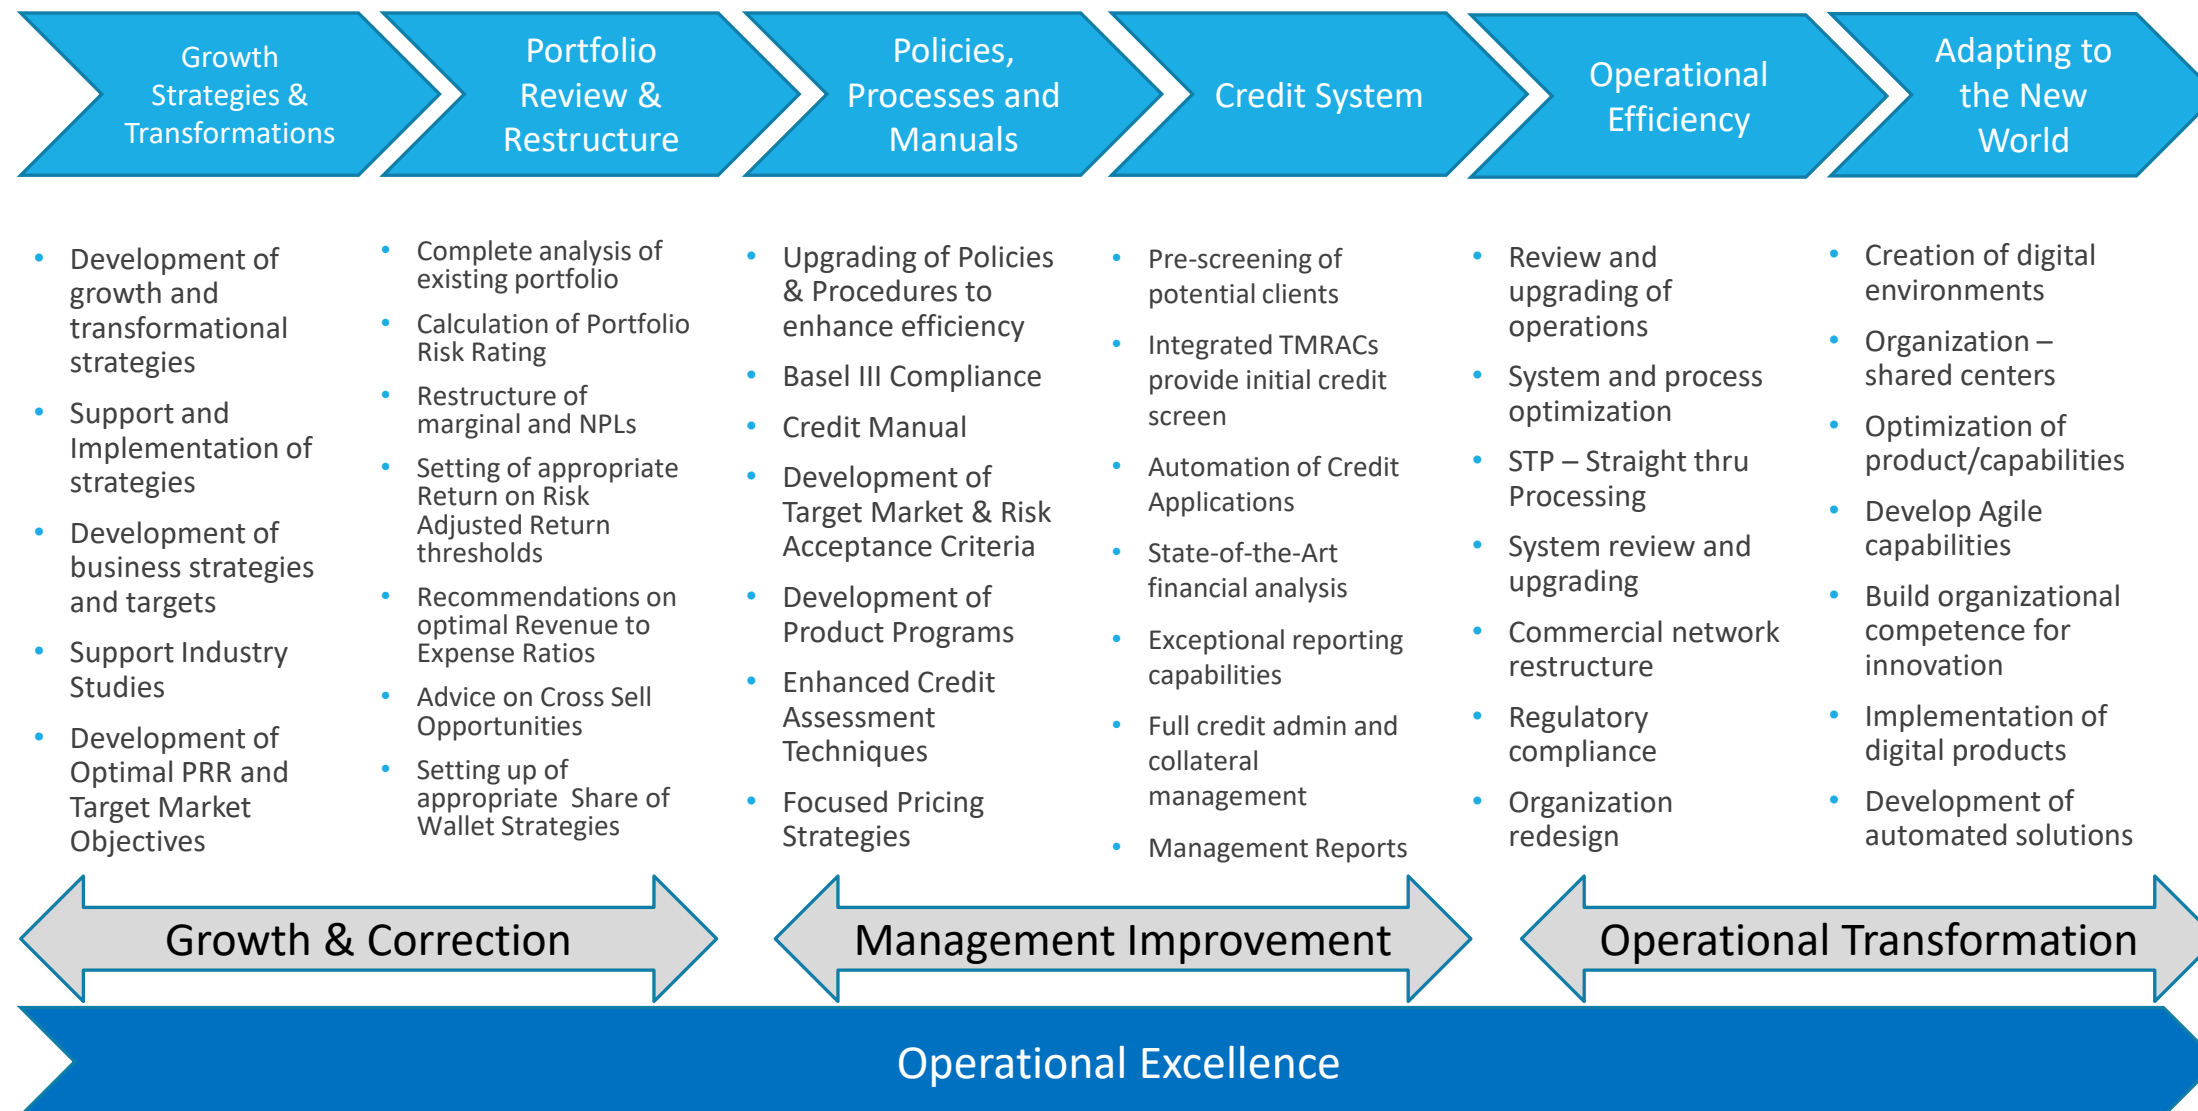 Growth
Strategies &
Transformations
Portfolio
Review &
Restructure
Policies,
Processes and
Manuals
Credit System
Operational
Efficiency
Adapting to
the New
World
• Development of
growth and
transformational
strategies
• Support and
Implementation of
strategies
• Development of
business strategies
and targets
• Support Industry
Studies
• Development of
Optimal PRR and
Target Market
Objectives
• Complete analysis of
existing portfolio
• Calculation of Portfolio
Risk Rating
• Restructure of
marginal and NPLs
• Setting of appropriate
Return on Risk
Adjusted Return
thresholds
• Recommendations on
optimal Revenue to
Expense Ratios
• Advice on Cross Sell
Opportunities
• Setting up of
appropriate  Share of
Wallet Strategies
• Upgrading of Policies
& Procedures to
enhance efficiency
• Basel III Compliance
• Credit Manual
• Development of
Target Market & Risk
Acceptance Criteria
• Development of
Product Programs
• Enhanced Credit
Assessment
Techniques
• Focused Pricing
Strategies
• Pre-screening of
potential clients
• Integrated TMRACs
provide initial credit
screen
• Automation of Credit
Applications
• State-of-the-Art
financial analysis
• Exceptional reporting
capabilities
• Full credit admin and
collateral
management
• Management Reports
• Review and
upgrading of
operations
• System and process
optimization
• STP – Straight thru
Processing
• System review and
upgrading
• Commercial network
restructure
• Regulatory
compliance
• Organization
redesign
• Creation of digital
environments
• Organization –
shared centers
• Optimization of
product/capabilities
• Develop Agile
capabilities
• Build organizational
competence for
innovation
• Implementation of
digital products
• Development of
automated solutions
Growth & Correction
Management Improvement
Operational Transformation
Operational Excellence